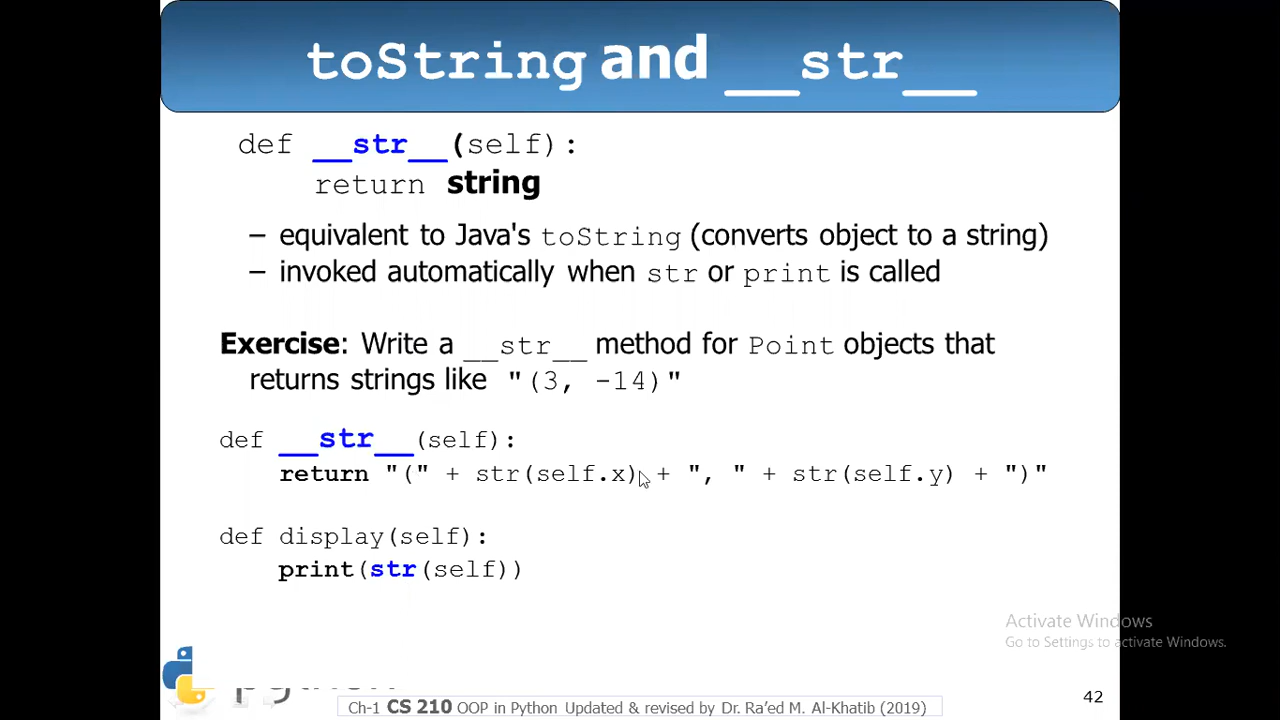 toString and __str__
def __str__(self):
return string
– equivalent to Java's toString (converts object to a string)
– invoked automatically when str or print is called
Exercise: Write a __str__ method for Point objects that
returns strings like "(3, -14)"
def __str__(self):
return "(" + str(self.x) + ", " + str(self.y) + ")"
def display(self):
print(str(self))
Activate Windows
Go to Settings to activate Windows.
python
Ch-1 CS 210 OOP in Python Updated & revised by Dr. Ra'ed M. Al-Khatib (2019)
42